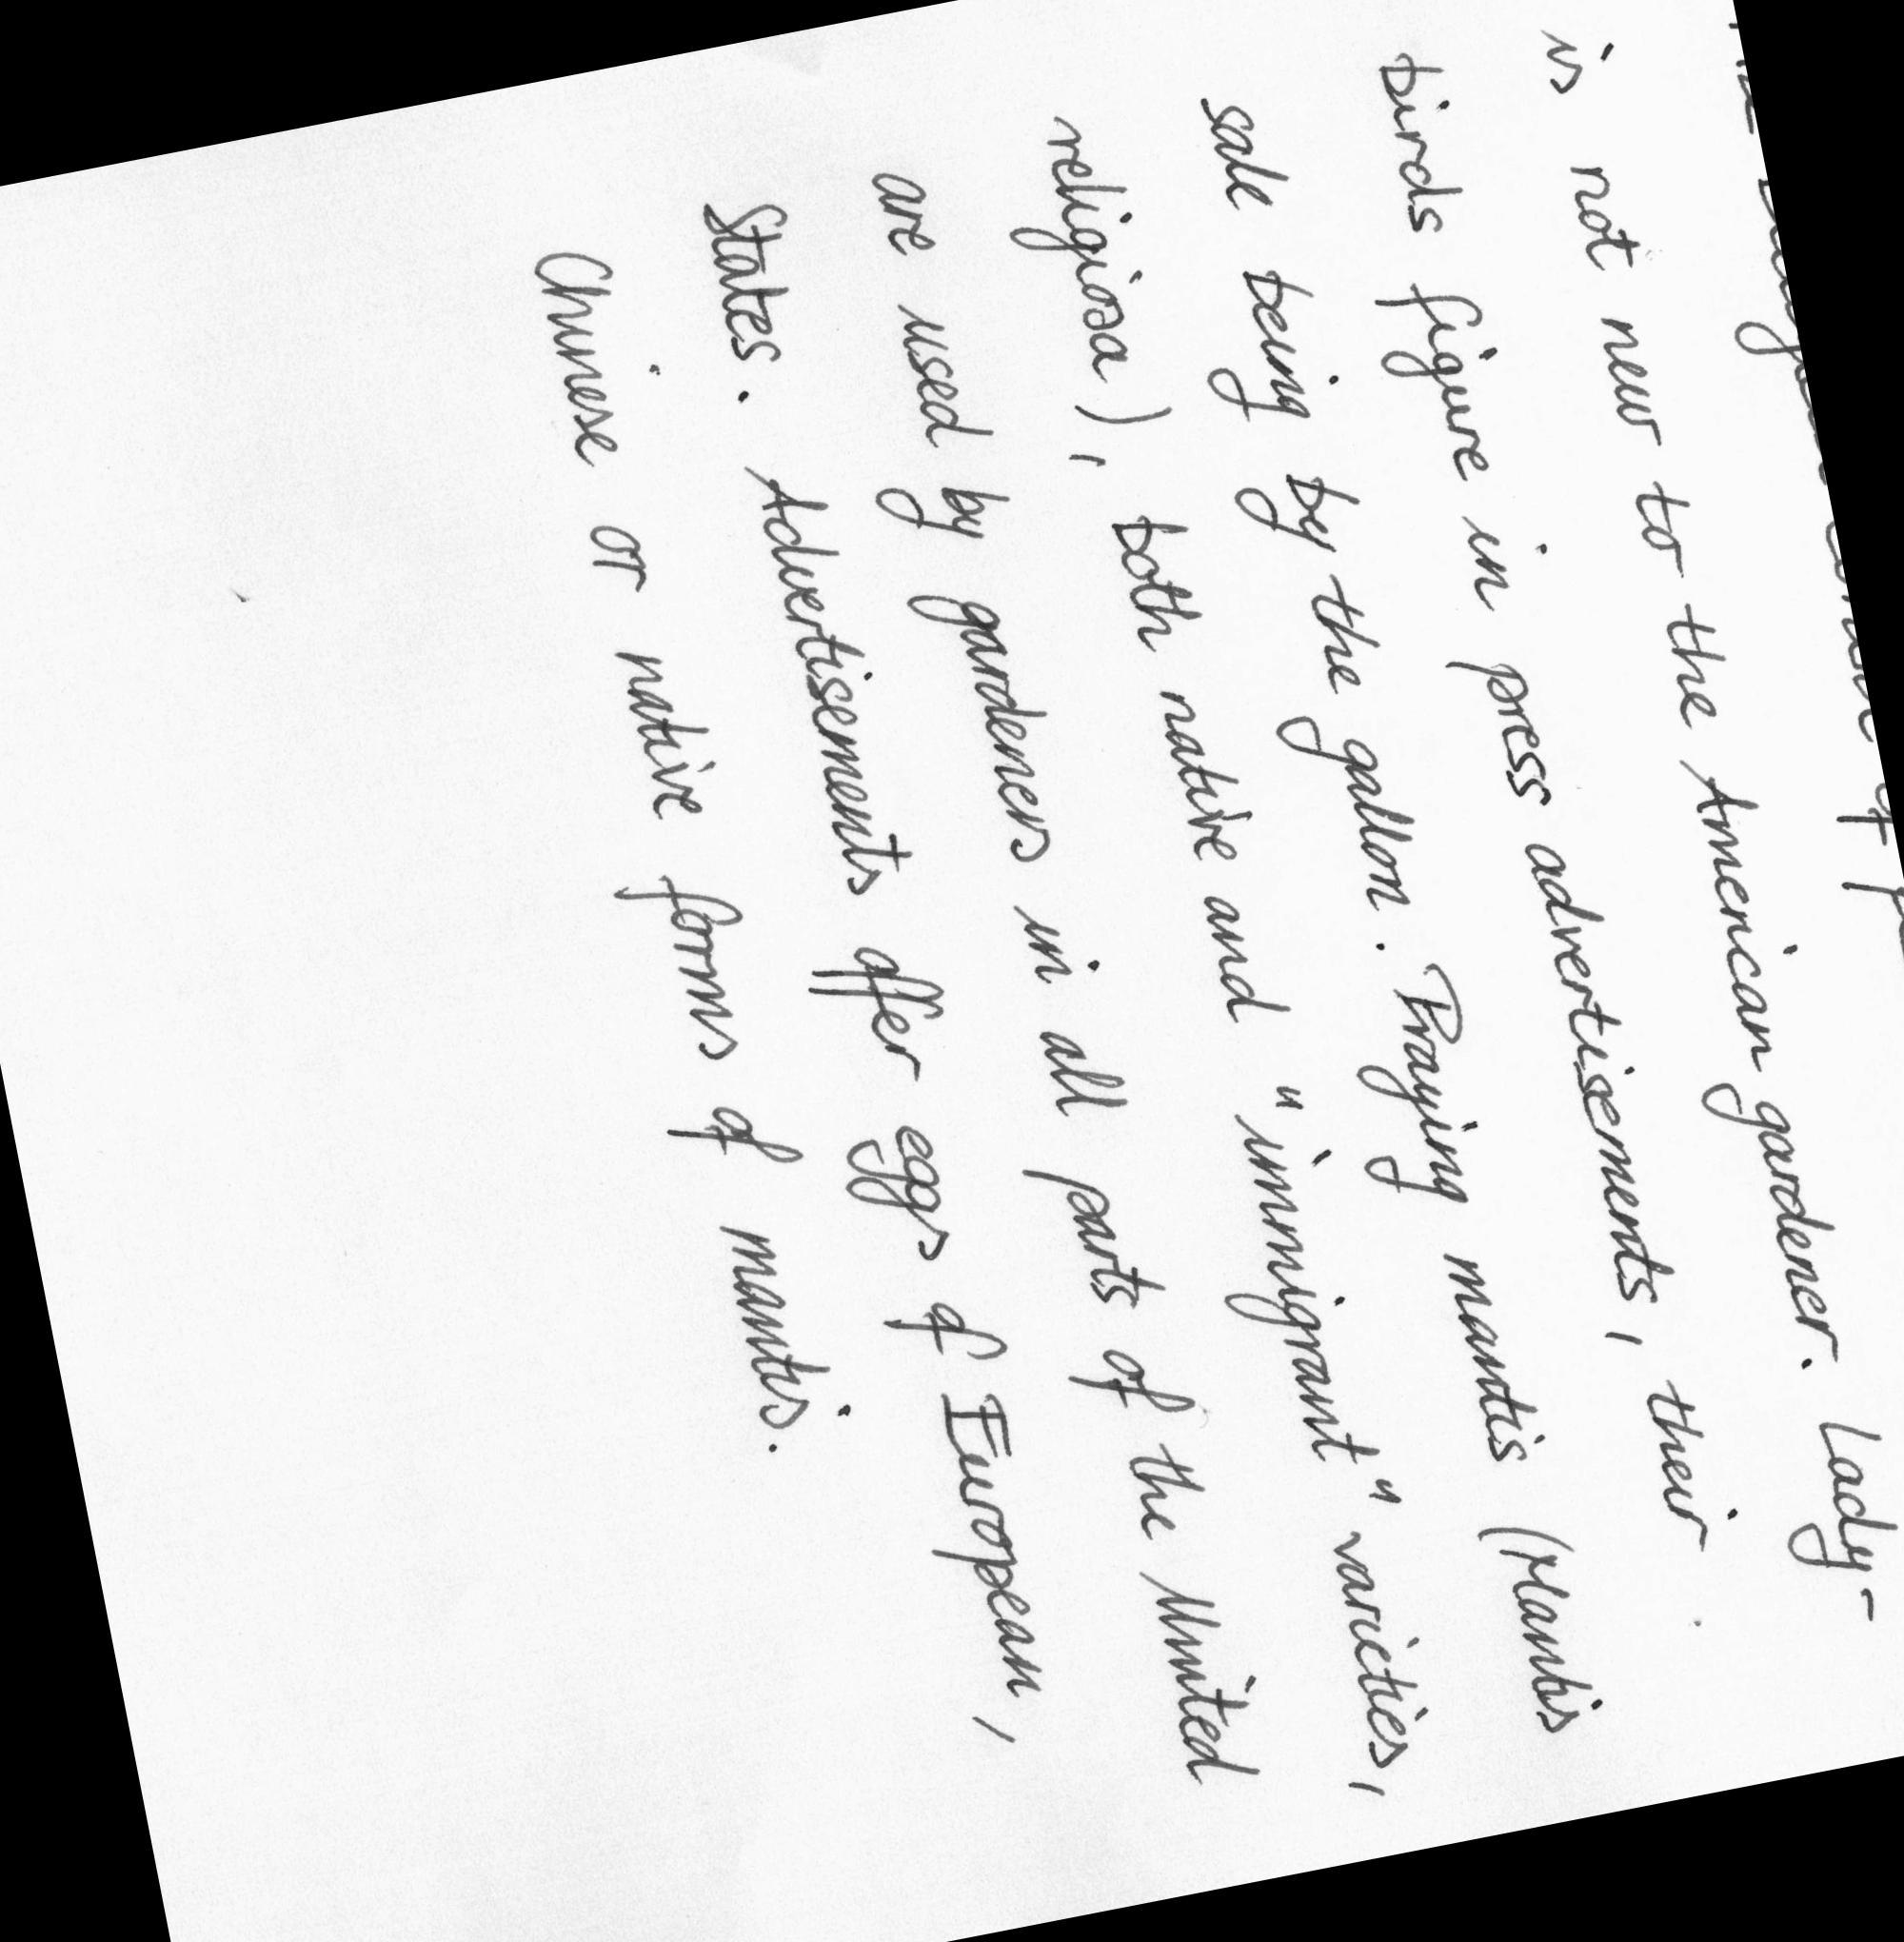 is not new to the American gardener. Lady-
birds figure in press advertisements, their
sale being by the gallon. Praying mantis (Mantis
religiosa), both native and "immigrant" varieties,
are used by gardeners in all parts of the United
States. Advertisements offer eggs of European,
Chinese or native forms of mantis.